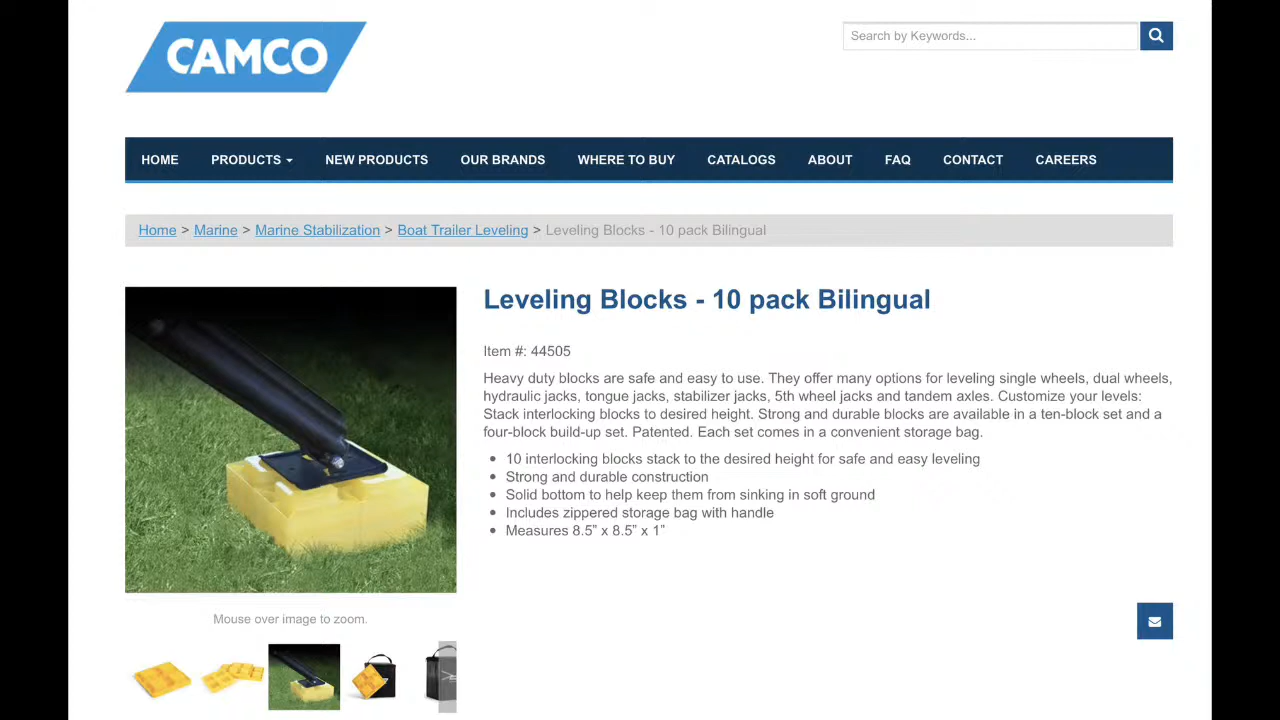 CAMCO
Search by Keywords...
HOME PRODUCTS NEW PRODUCTS OUR BRANDS WHERE TO BUY CATALOGS ABOUT FAQ CONTACT CAREERS
Home > Marine > Marine Stabilization > Boat Trailer Leveling > Leveling Blocks - 10 pack Bilingual
Leveling Blocks - 10 pack Bilingual
Item #: 44505
Heavy duty blocks are safe and easy to use. They offer many options for leveling single wheels, dual wheels,
hydraulic jacks, tongue jacks, stabilizer jacks, 5th wheel jacks and tandem axles. Customize your levels:
Stack interlocking blocks to desired height. Strong and durable blocks are available in a ten-block set and a
four-block build-up set. Patented. Each set comes in a convenient storage bag.
• 10 interlocking blocks stack to the desired height for safe and easy leveling
• Strong and durable construction
• Solid bottom to help keep them from sinking in soft ground
• Includes zippered storage bag with handle
• Measures 8.5” x 8.5” x 1”
Mouse over image to zoom.